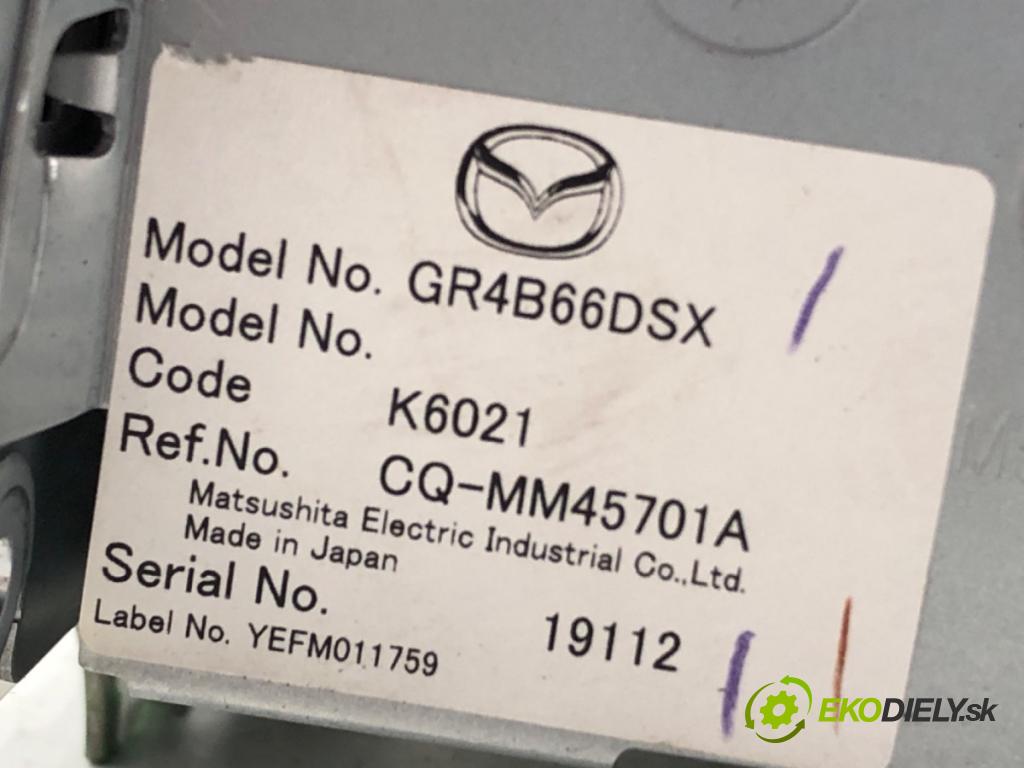 Model No. GR4B66DSX
Model No.
Code K6021
Ref.No. CQ-MM45701A
Matsushita Electric Industrial Co.,Ltd.
Made in Japan
Serial No. 19112
Label No. YEFM011759
EKODIELY.sk